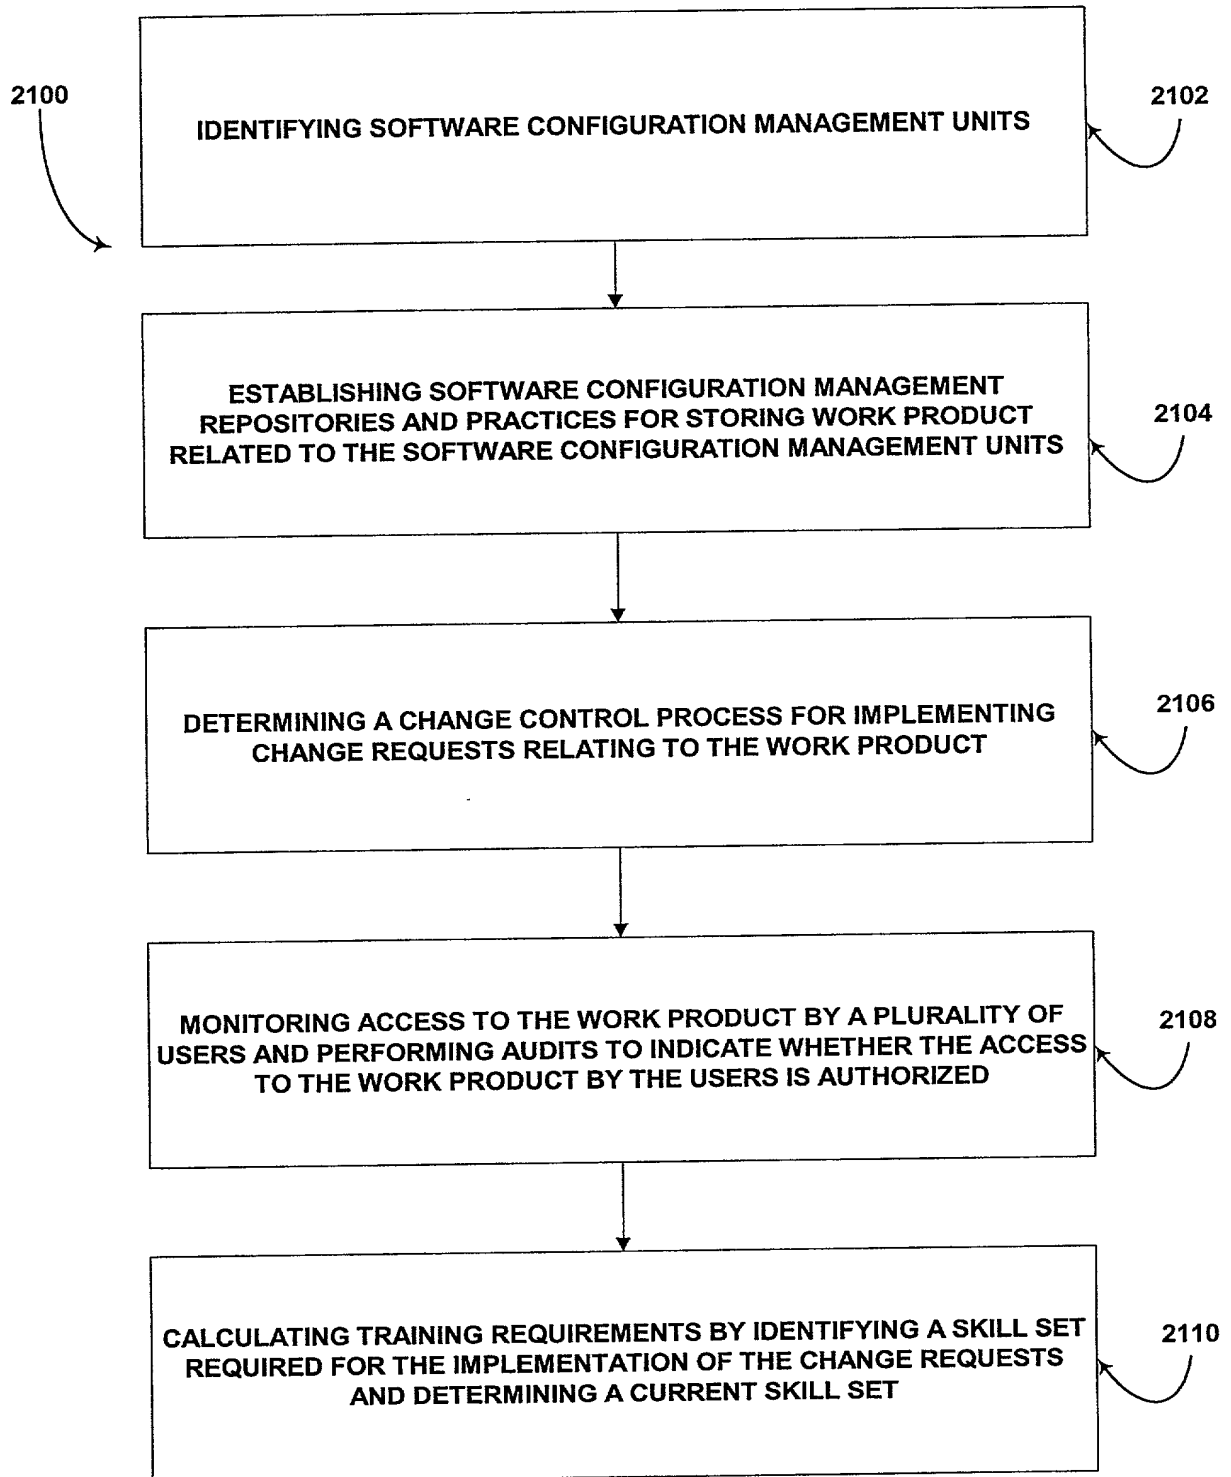 2100
IDENTIFYING SOFTWARE CONFIGURATION MANAGEMENT UNITS
2102
ESTABLISHING SOFTWARE CONFIGURATION MANAGEMENT
REPOSITORIES AND PRACTICES FOR STORING WORK PRODUCT
RELATED TO THE SOFTWARE CONFIGURATION MANAGEMENT UNITS
2104
DETERMINING A CHANGE CONTROL PROCESS FOR IMPLEMENTING
CHANGE REQUESTS RELATING TO THE WORK PRODUCT
2106
MONITORING ACCESS TO THE WORK PRODUCT BY A PLURALITY OF
USERS AND PERFORMING AUDITS TO INDICATE WHETHER THE ACCESS
TO THE WORK PRODUCT BY THE USERS IS AUTHORIZED
2108
CALCULATING TRAINING REQUIREMENTS BY IDENTIFYING A SKILL SET
REQUIRED FOR THE IMPLEMENTATION OF THE CHANGE REQUESTS
AND DETERMINING A CURRENT SKILL SET
2110